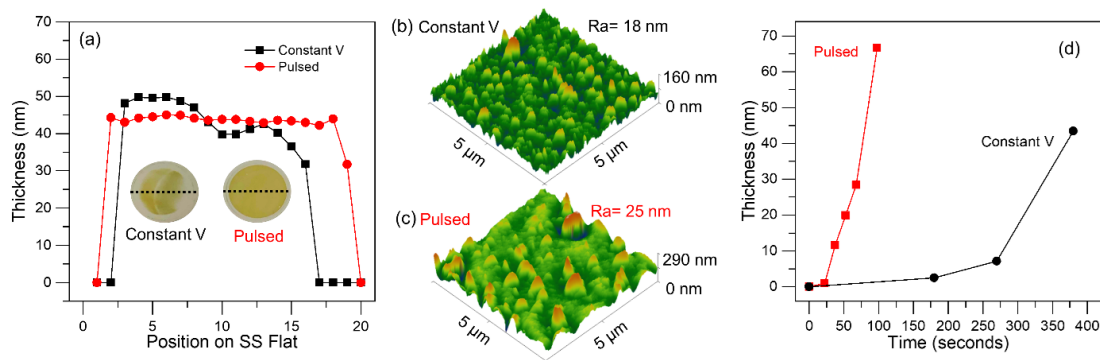 (a)
Constant V
Pulsed
Constant V
Pulsed
Thickness (nm)
70
60
50
40
30
20
10
0
0
5
10
15
20
Position on SS Flat
(b) Constant V
Ra= 18 nm
160 nm
0 nm
5 µm
5 µm
(c) Pulsed
Ra= 25 nm
290 nm
0 nm
5 µm
5 µm
(d)
Pulsed
Constant V
Thickness (nm)
70
60
50
40
30
20
10
0
0
50
100
150
200
250
300
350
400
Time (seconds)